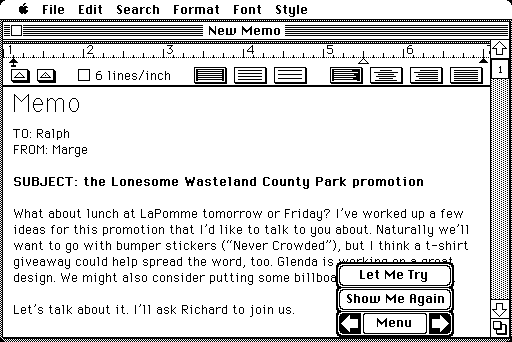 File Edit Search Format Font Style
New Memo
1 2 3 4 5 6 7
6 lines/inch
1
Memo
TO: Ralph
FROM: Marge
SUBJECT: the Lonesome Wasteland County Park promotion
What about lunch at LaPomme tomorrow or Friday? I've worked up a few
ideas for this promotion that I'd like to talk to you about. Naturally we'll
want to go with bumper stickers ("Never Crowded"), but I think a t-shirt
giveaway could help spread the word, too. Glenda is working on a great
design. We might also consider putting some
Let's talk about it. I'll ask Richard to join us.
Let Me Try
Show Me Again
Menu